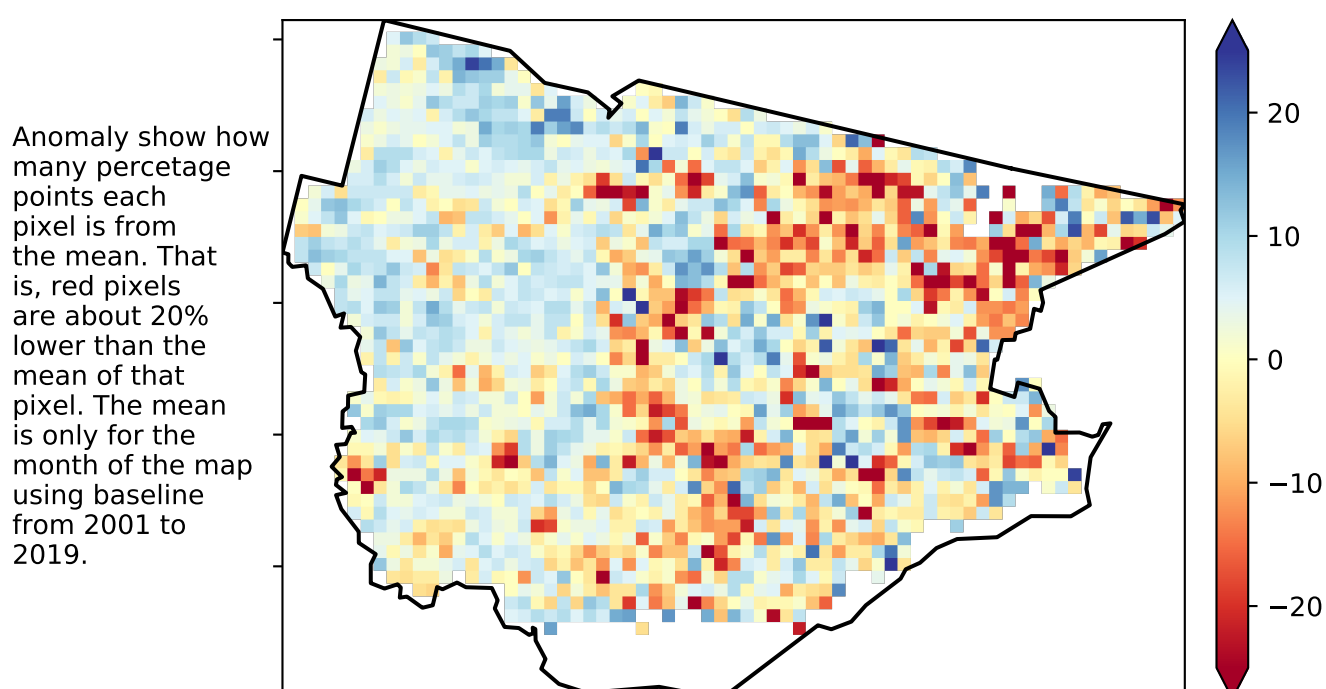 Anomaly show how
many percetage
points each
pixel is from
the mean. That
is, red pixels
are about 20%
lower than the
mean of that
pixel. The mean
is only for the
month of the map
using baseline
from 2001 to
2019.
20
10
0
−10
−20